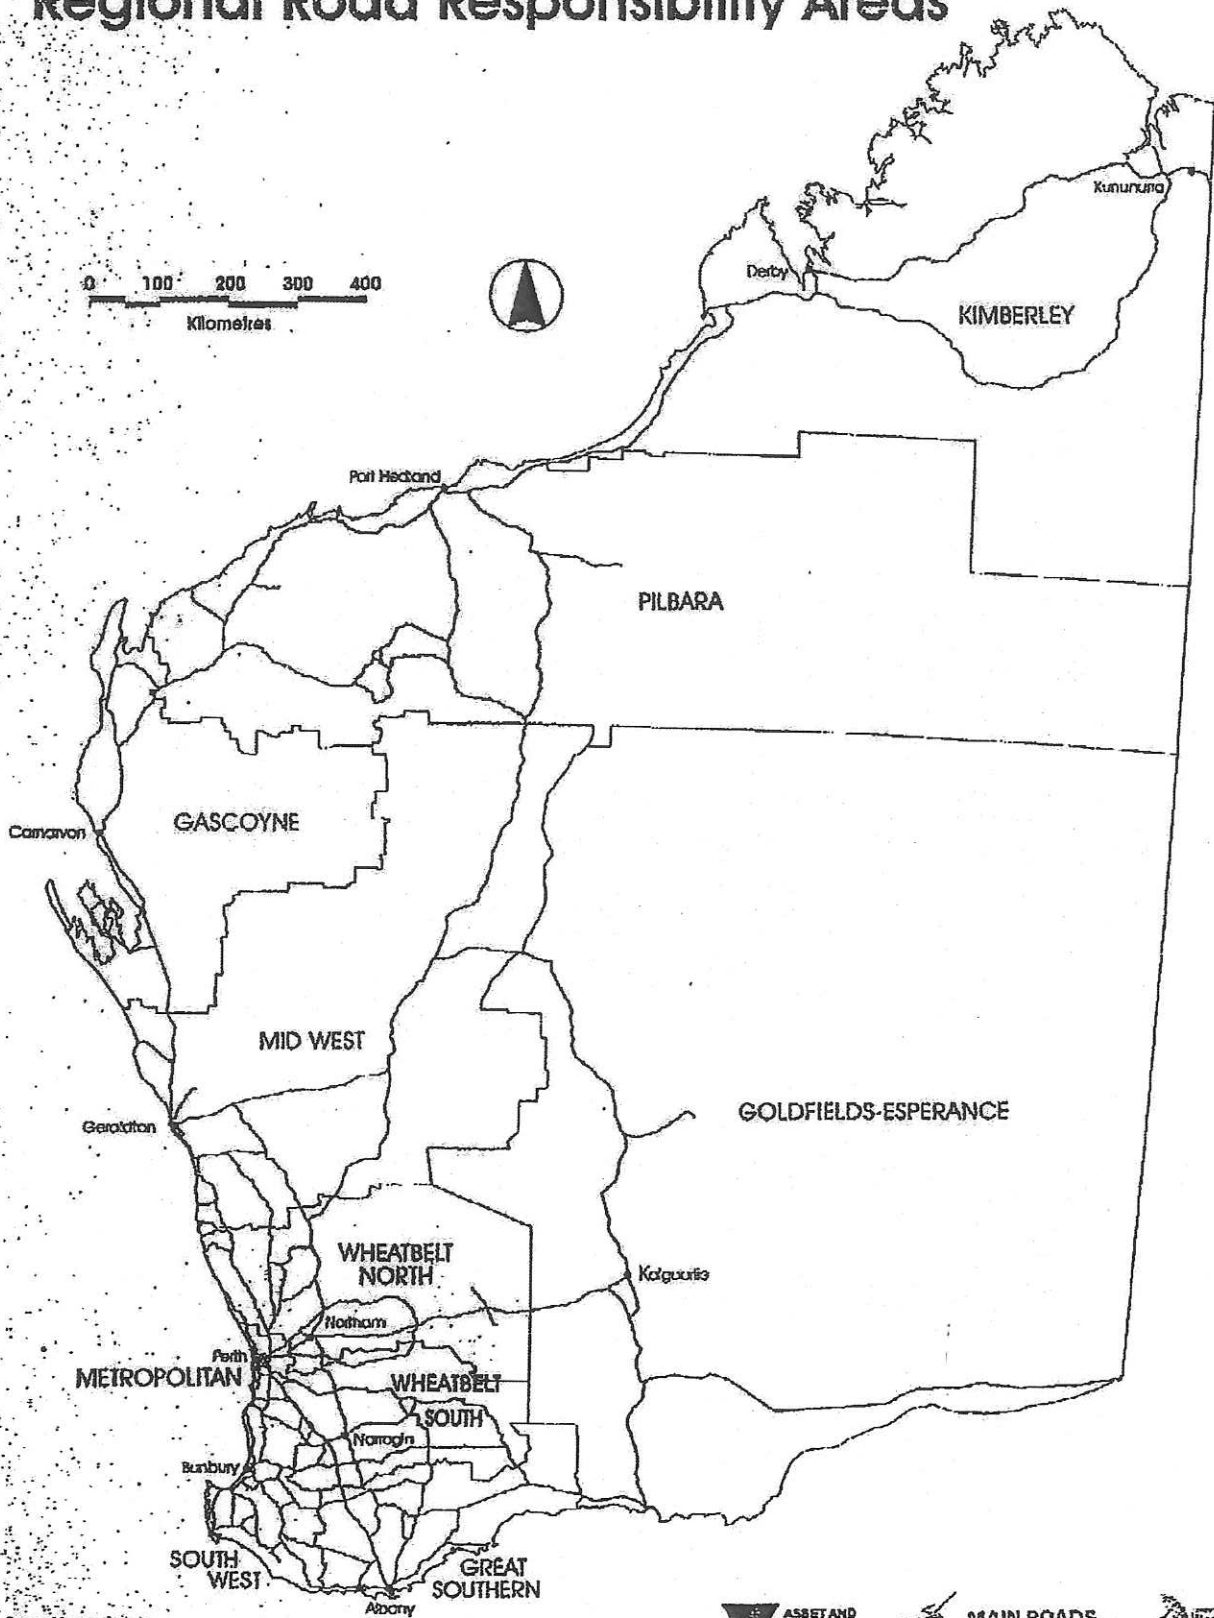 Regional Road Responsibility Areas
Kununurra
Derby
0 100 200 300 400
Kilometres
KIMBERLEY
Port Hedland
PILBARA
Carnarvon
GASCOYNE
MID WEST
Geraldton
GOLDFIELDS-ESPERANCE
WHEATBELT
NORTH
Kalgoorlie
Northam
Perth
METROPOLITAN
WHEATBELT
SOUTH
Narrogin
Bunbury
SOUTH
WEST
GREAT
SOUTHERN
Albany
ASSET AND
MAIN ROADS